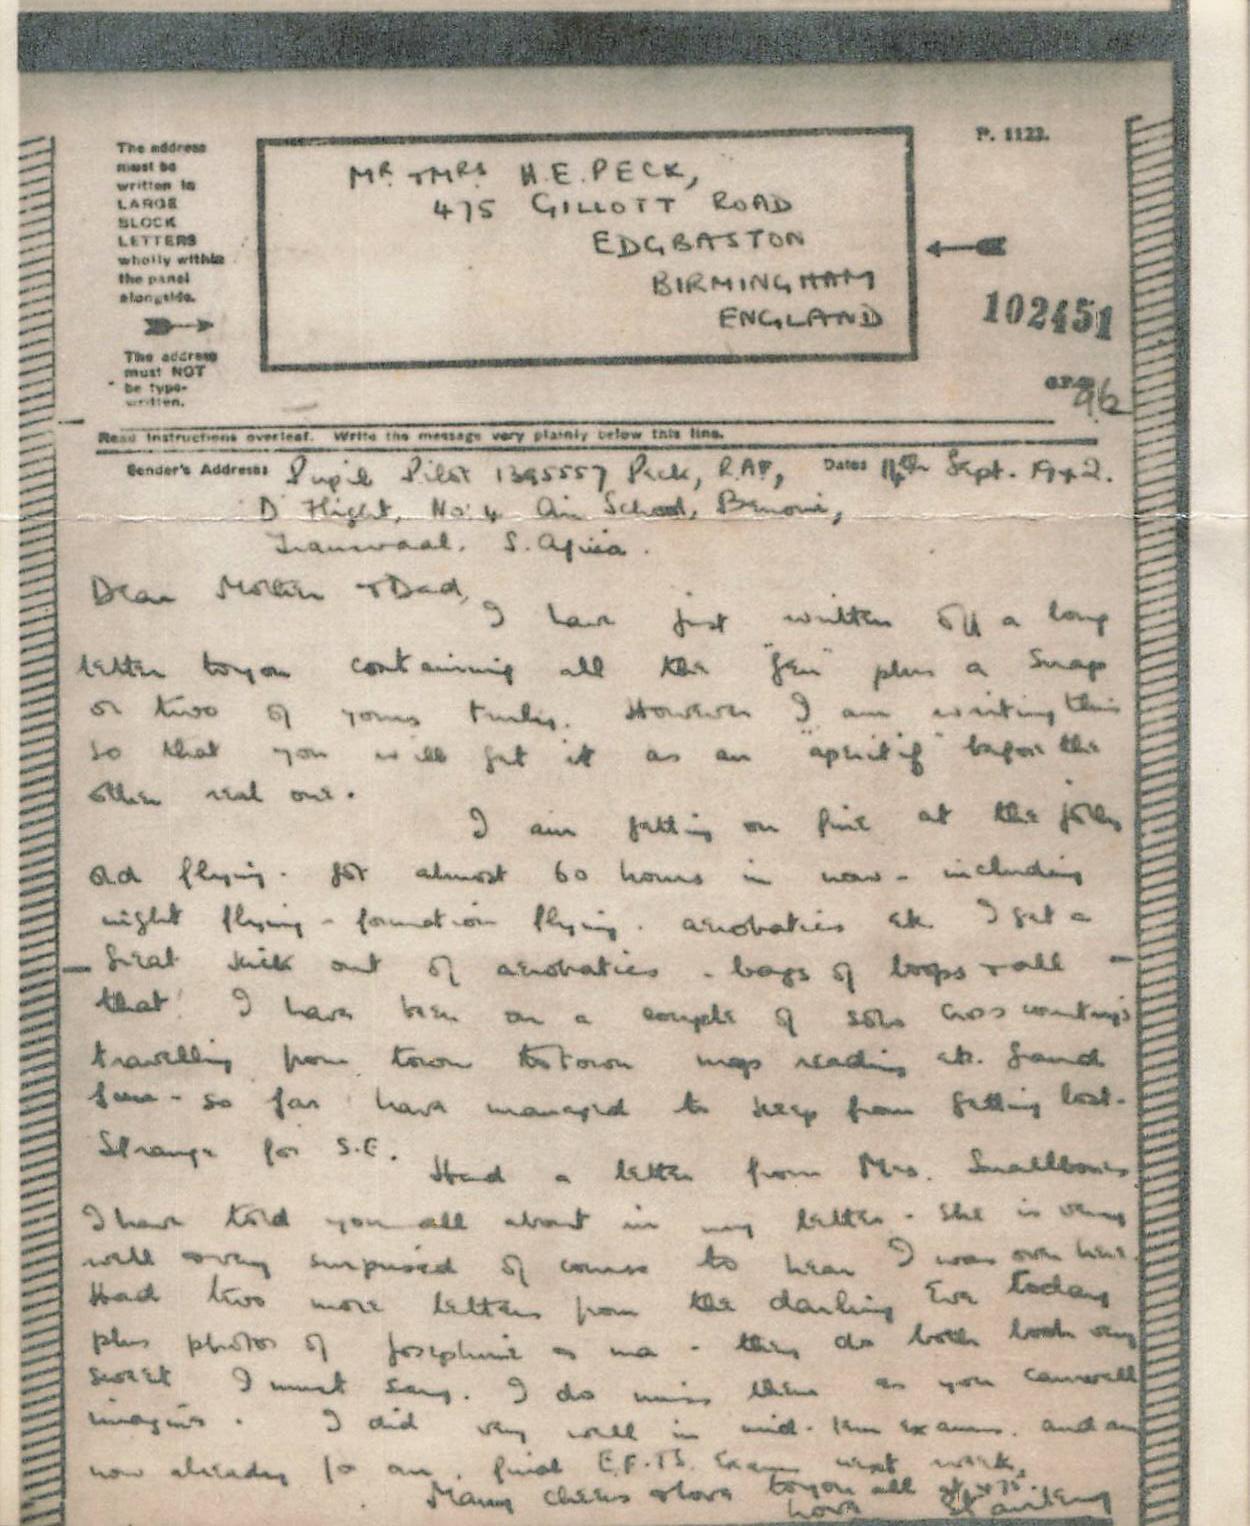 P. 1122.
The address
must be
written in
LARGE
BLOCK
LETTERS
wholly within
the panel
alongside.
The address
must NOT
be type-
written.
MR + MRS H.E. PECK,
475 GILLOTT ROAD
EDGBASTON
BIRMINGHAM
ENGLAND
102451
96
Read instructions overleaf. Write the message very plainly below this line.
Sender's Address Pupil Pilot 1395557 Peck, R.A.F, Date 14th Sept. 1942.
D Flight, No: 4 Air School, Benoni,
Transvaal. S. Africa.
Dear Mother + Dad,
I have just written off a long
letter to you containing all the "gen" plus a snap
or two of yours truly. However I am writing this
so that you will get it as an "aperitif" before the
other real one.
I am getting on fine at the jolly
old flying. Got almost 60 hours in now - including
night flying - formation flying. aerobatics etc. I get a
great kick out of aerobatics - bags of loops + all
that! I have been on a couple of solo cross country's
travelling from town to town map reading etc. Grand
fun - so far have managed to keep from getting lost.
Strange for S.E.
Had a letter from Mrs. Smallbones
I have told you all about in my letter. She is very
well + very surprised of course to hear I was over here.
Had two more letters from the darling Eve today
plus photos of Josephine + ma - they do both look very
sweet I must say. I do miss them as you can well
imagine. I did very well in mid-term exams. and am
now already for our final E.F.T.S. Exam next week.
Many cheers + love to you all at 475.
love Stanley